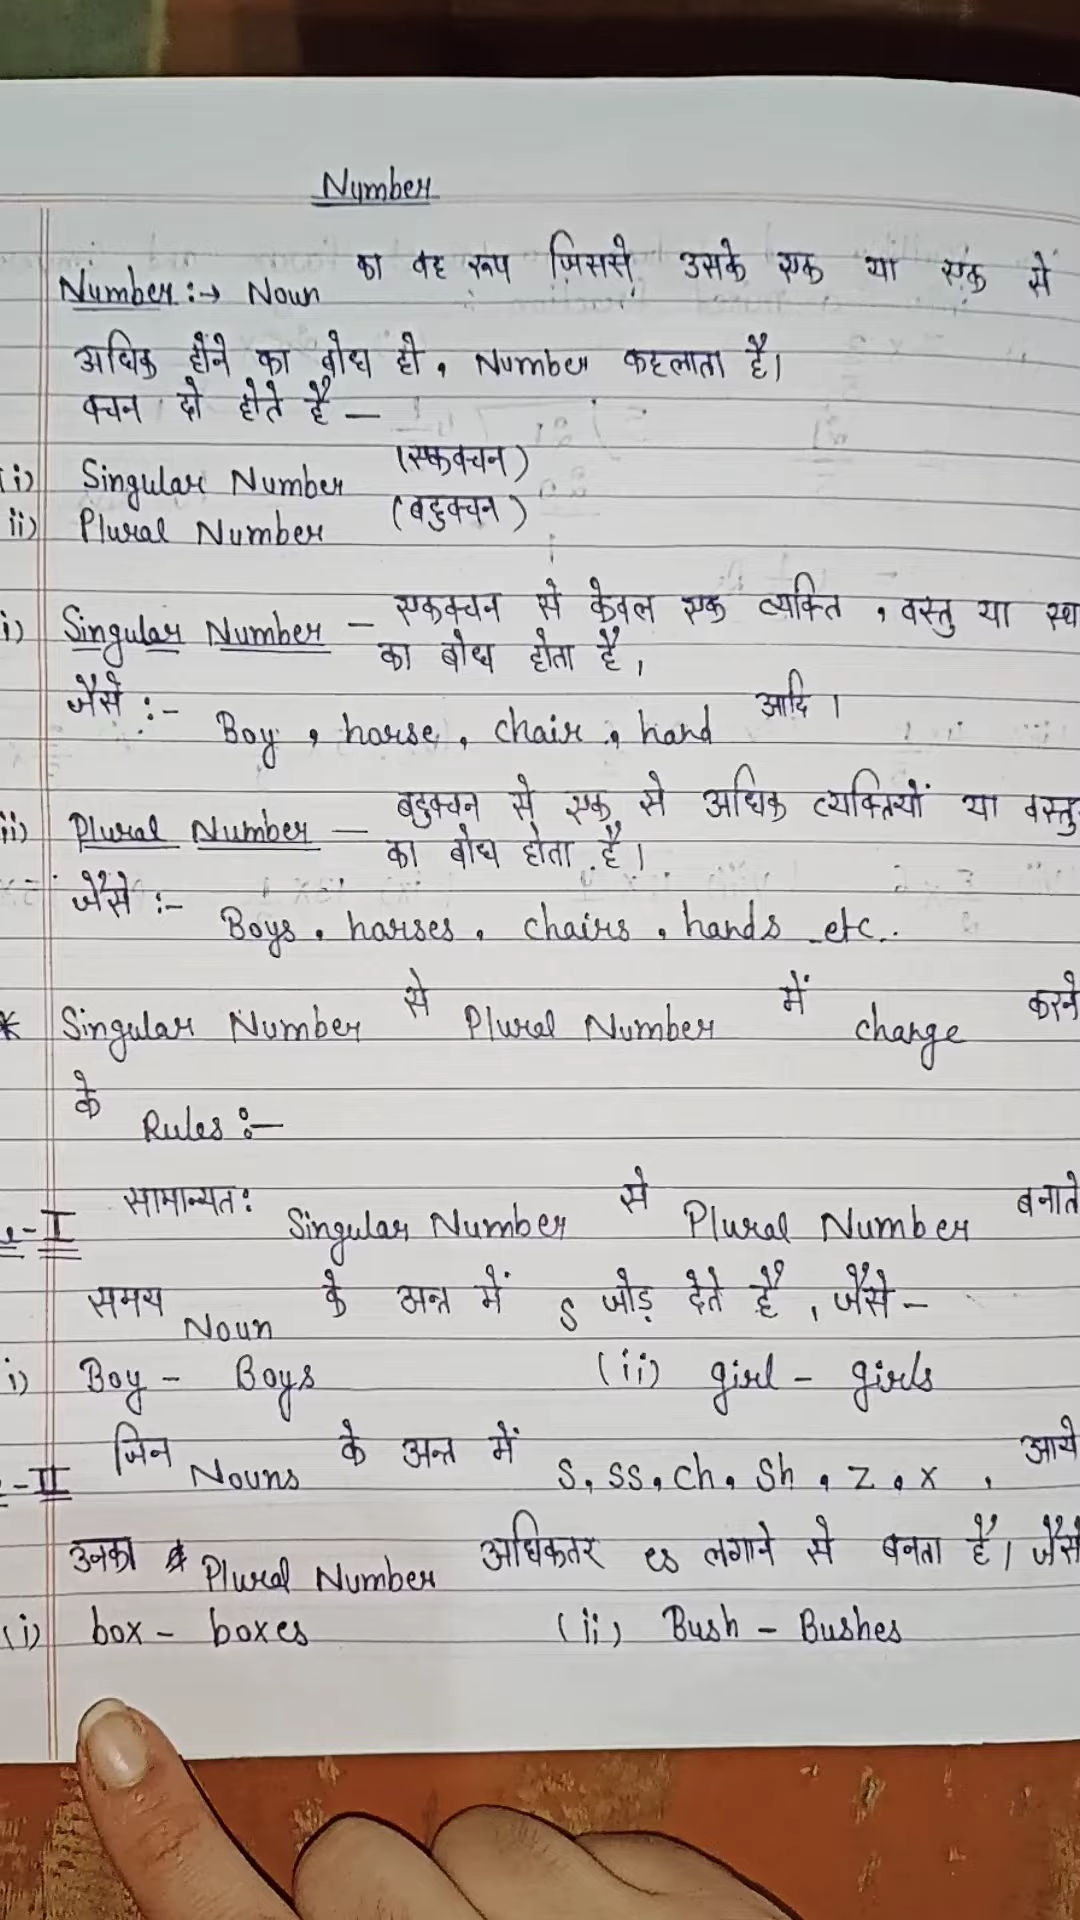 Number
Number :→ Noun का वह रूप जिससे उसके एक या एक से
अधिक होने का बोध हो, Number कहलाता है।
वचन दो होते हैं —
(i) Singular Number (एकवचन)
ii) Plural Number (बहुवचन)
i) Singular Number — एकवचन से केवल एक व्यक्ति, वस्तु या स्था
का बोध होता है,
जैसे :- Boy, horse, chair, hand आदि।
ii) Plural Number — बहुवचन से एक से अधिक व्यक्तियों या वस्तु
का बोध होता है।
जैसे :- Boys, horses, chairs, hands etc.
* Singular Number से Plural Number में change करने
के Rules :—
e-I सामान्यतः Singular Number से Plural Number बनाते
समय Noun के अन्त में s जोड़ देते हैं, जैसे —
i) Boy - Boys (ii) girl - girls
e-II जिन Nouns के अन्त में s, ss, ch, sh, z, x, आये
उनका Plural Number अधिकतर es लगाने से बनता है। जैसे
(i) box - boxes (ii) Bush - Bushes